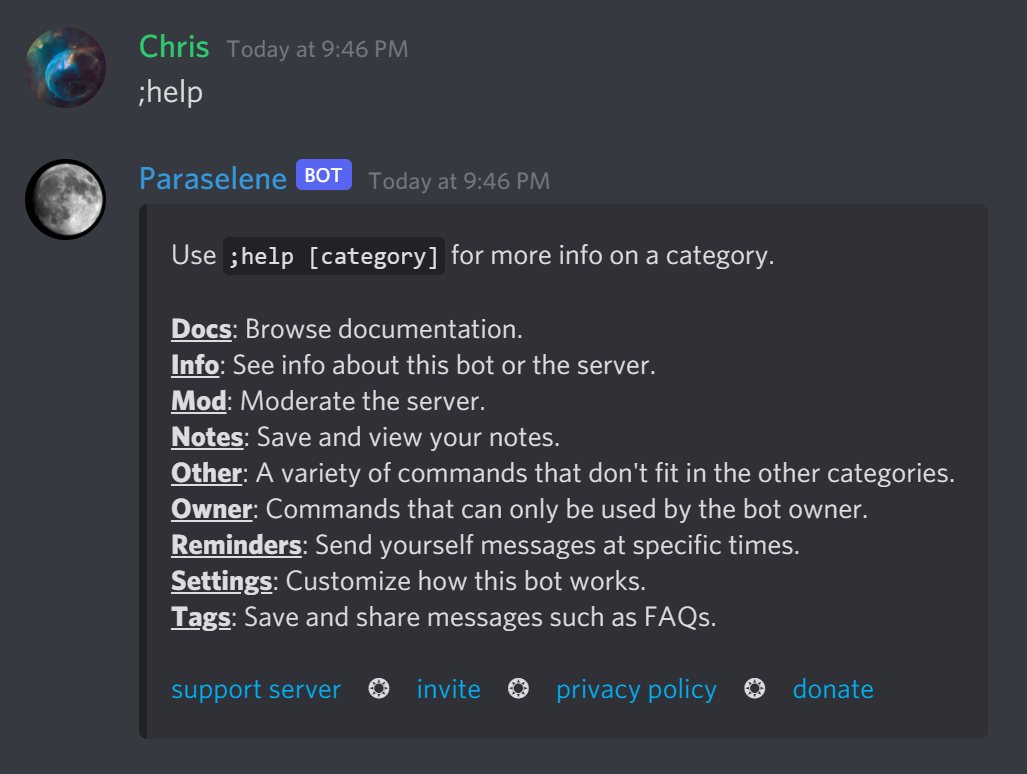 Chris Today at 9:46 PM
;help
Paraselene BOT Today at 9:46 PM
Use ;help [category] for more info on a category.
Docs: Browse documentation.
Info: See info about this bot or the server.
Mod: Moderate the server.
Notes: Save and view your notes.
Other: A variety of commands that don't fit in the other categories.
Owner: Commands that can only be used by the bot owner.
Reminders: Send yourself messages at specific times.
Settings: Customize how this bot works.
Tags: Save and share messages such as FAQs.
support server ❂ invite ❂ privacy policy ❂ donate